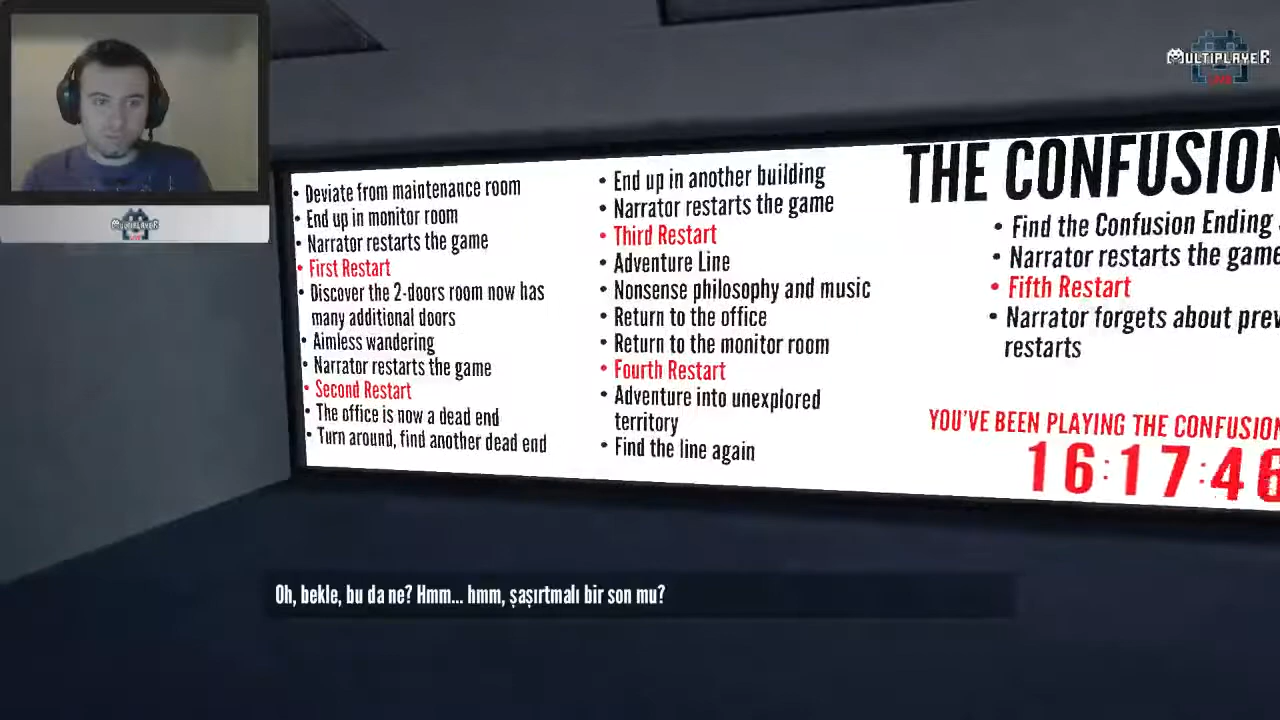 MULTIPLAYER
LIVE
MULTIPLAYER
• Deviate from maintenance room
• End up in monitor room
• Narrator restarts the game
• First Restart
• Discover the 2-doors room now has
many additional doors
• Aimless wandering
• Narrator restarts the game
• Second Restart
• The office is now a dead end
• Turn around, find another dead end
• End up in another building
• Narrator restarts the game
• Third Restart
• Adventure Line
• Nonsense philosophy and music
• Return to the office
• Return to the monitor room
• Fourth Restart
• Adventure into unexplored
territory
• Find the line again
THE CONFUSION
• Find the Confusion Ending
• Narrator restarts the game
• Fifth Restart
• Narrator forgets about prev
restarts
YOU'VE BEEN PLAYING THE CONFUSION
16:17:46
Oh, bekle, bu da ne? Hmm... hmm, şaşırtmalı bir son mu?